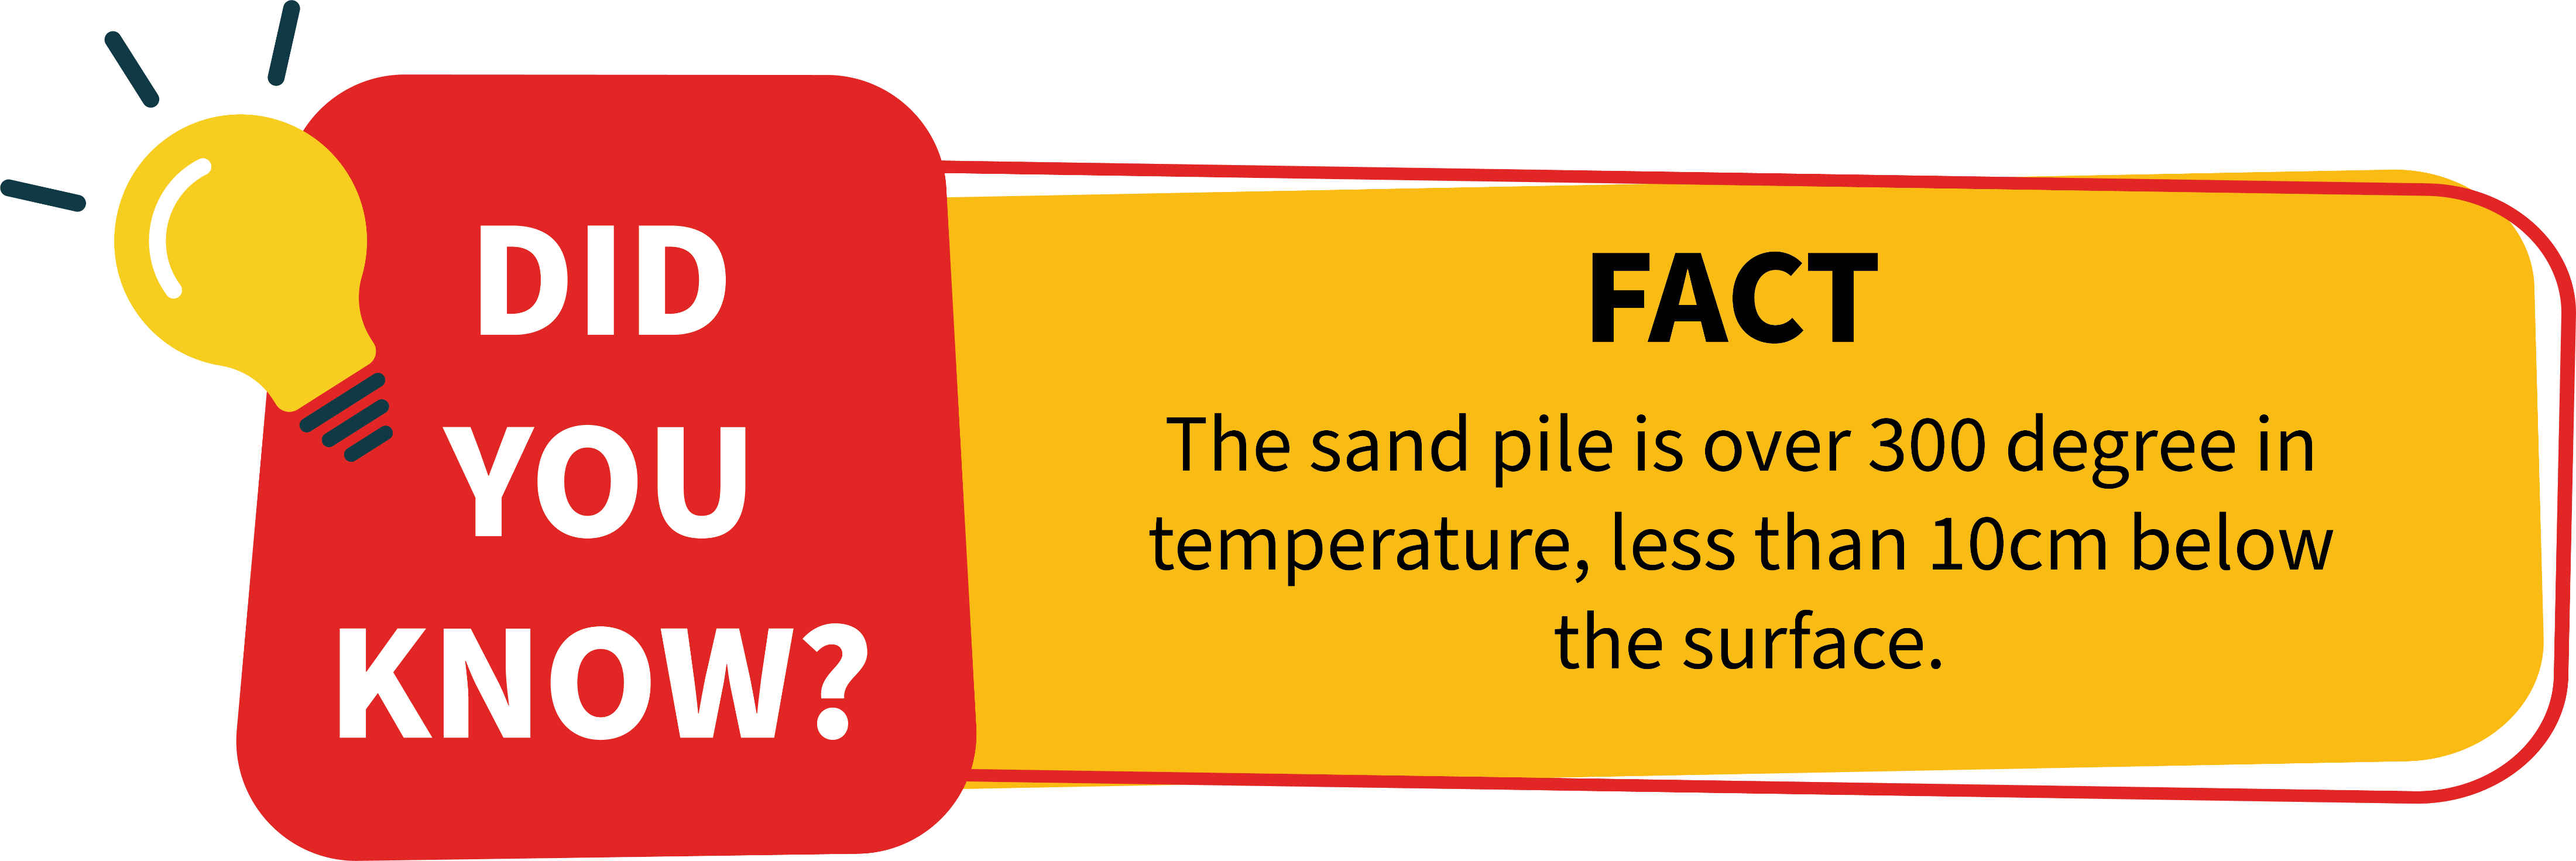 DID
YOU
KNOW?
FACT
The sand pile is over 300 degree in
temperature, less than 10cm below
the surface.